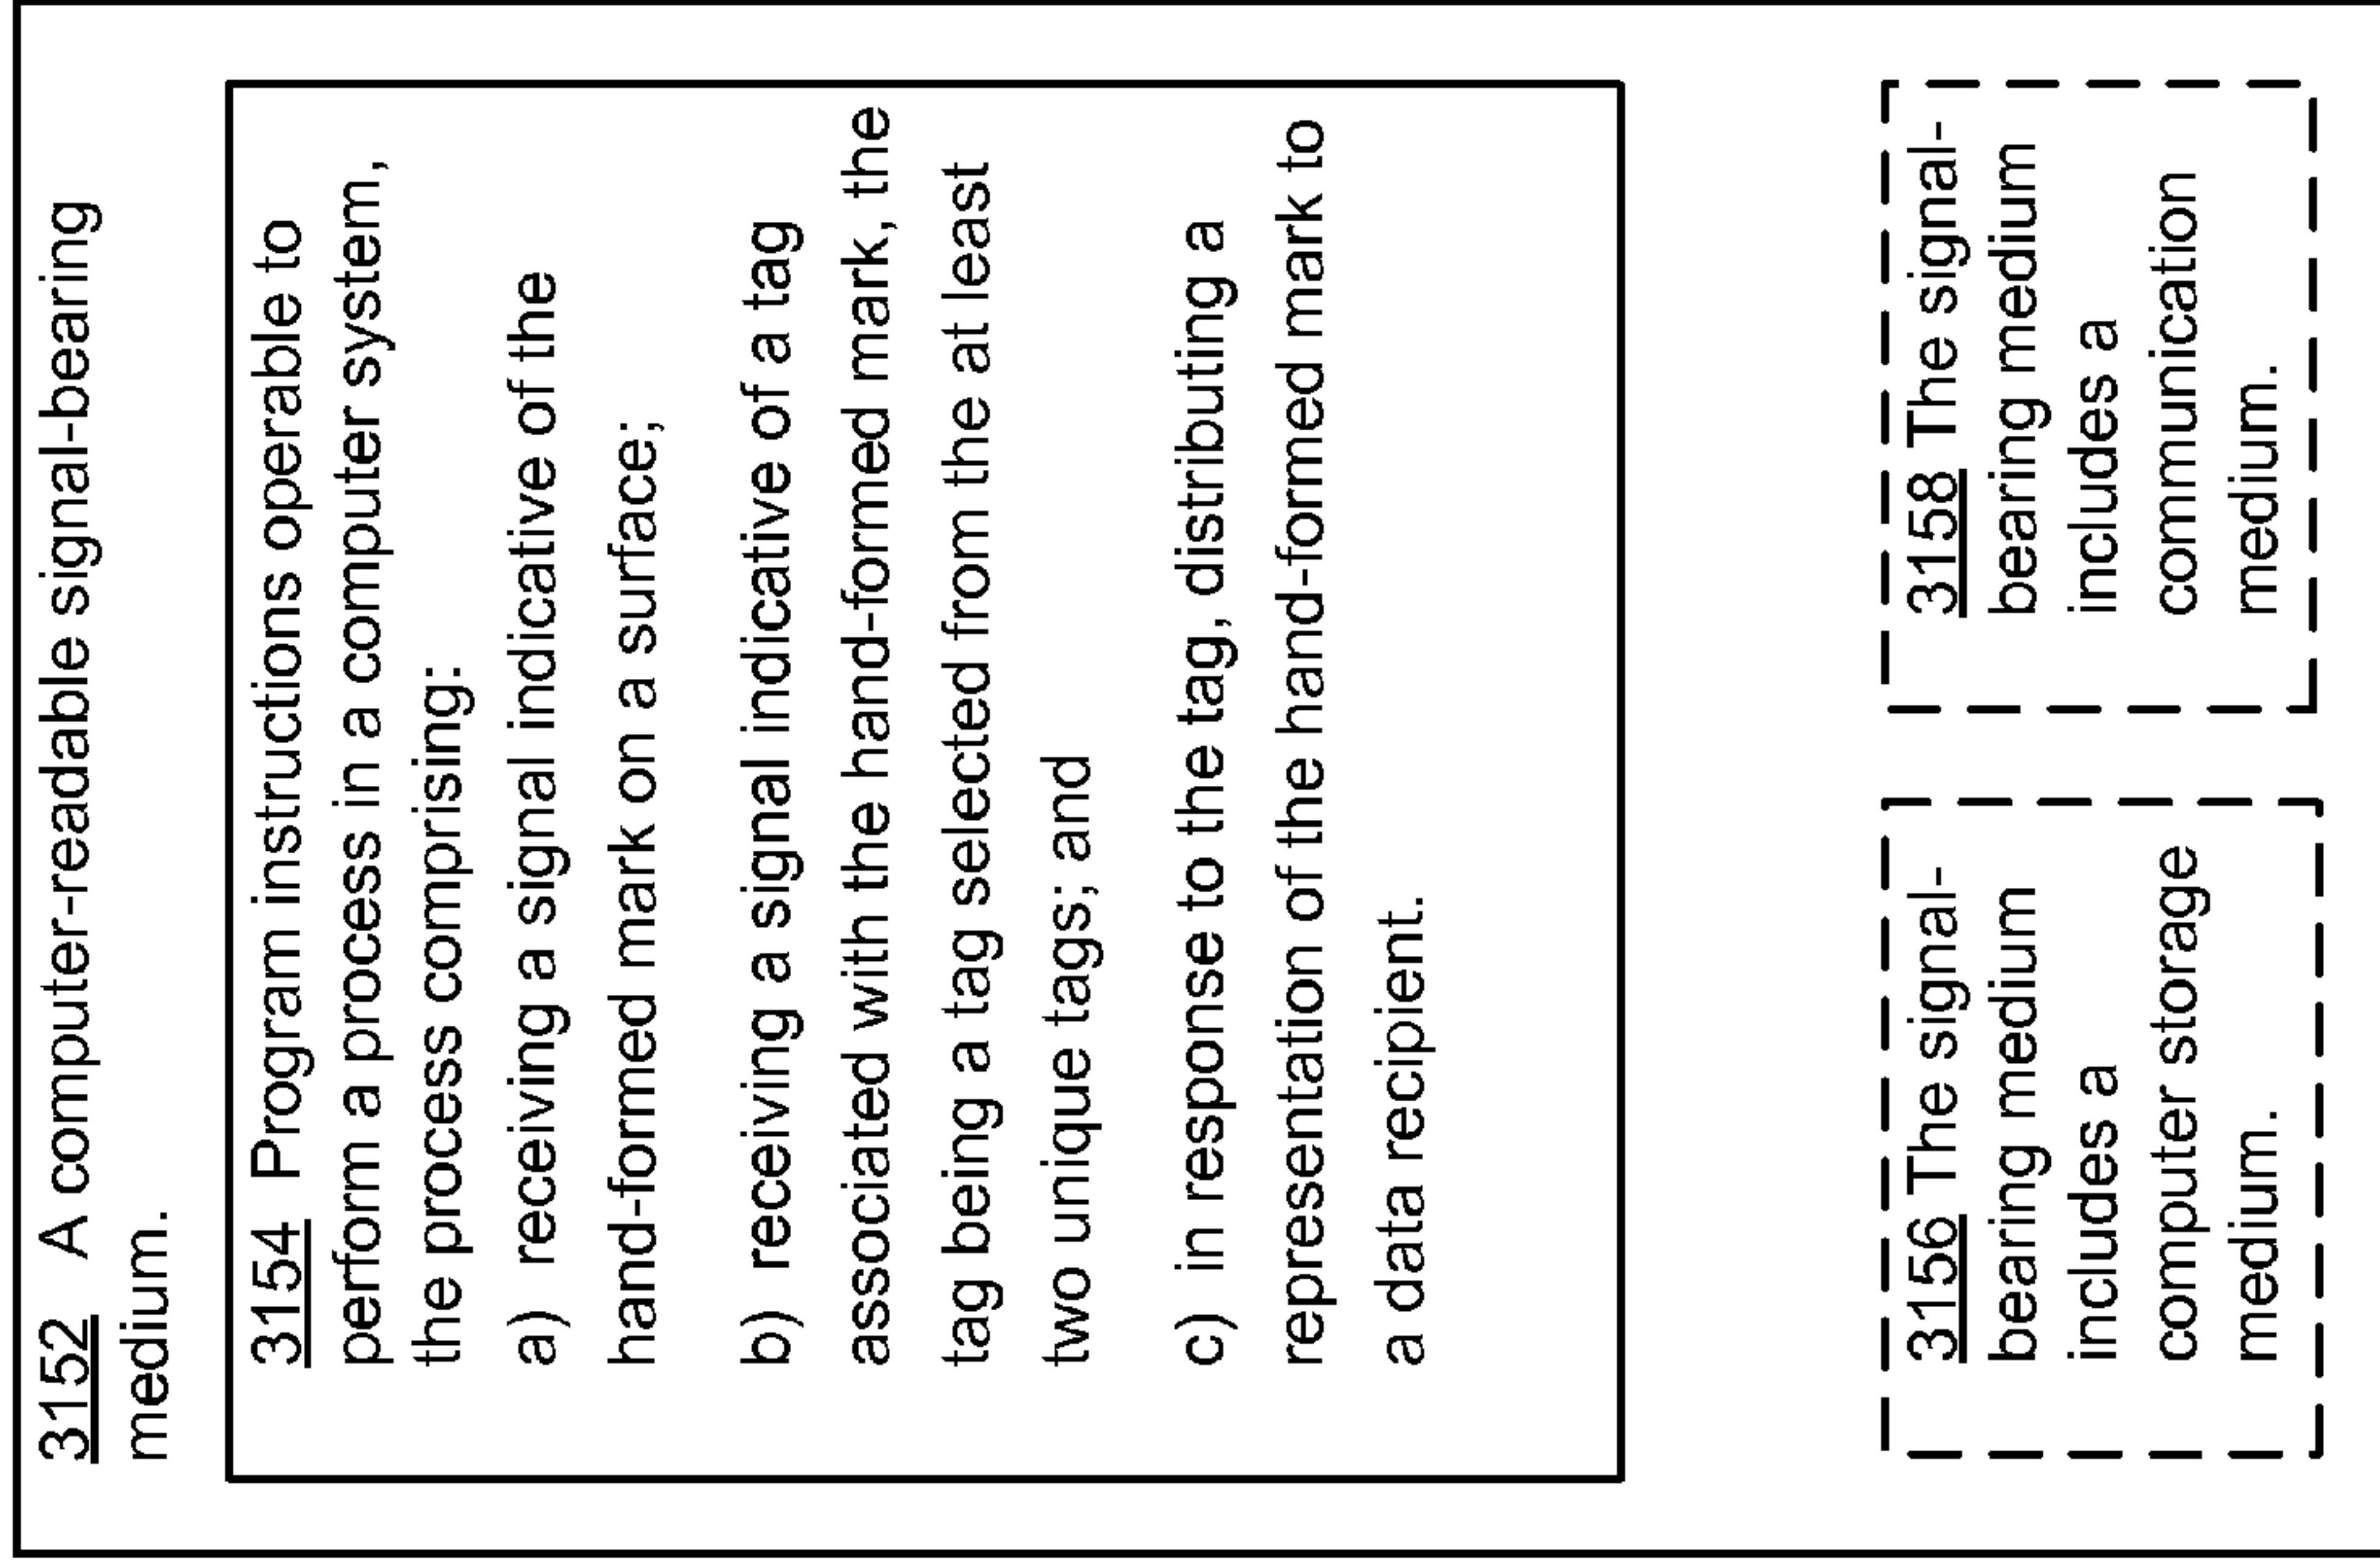 3152 A computer-readable signal-bearing
medium.
3154 Program instructions operable to
perform a process in a computer system,
the process comprising:
a) receiving a signal indicative of the
hand-formed mark on a surface;
b) receiving a signal indicative of a tag
associated with the hand-formed mark, the
tag being a tag selected from the at least
two unique tags; and
c) in response to the tag, distributing a
representation of the hand-formed mark to
a data recipient.
3156 The signal-
bearing medium
includes a
computer storage
medium.
3158 The signal-
bearing medium
includes a
communication
medium.